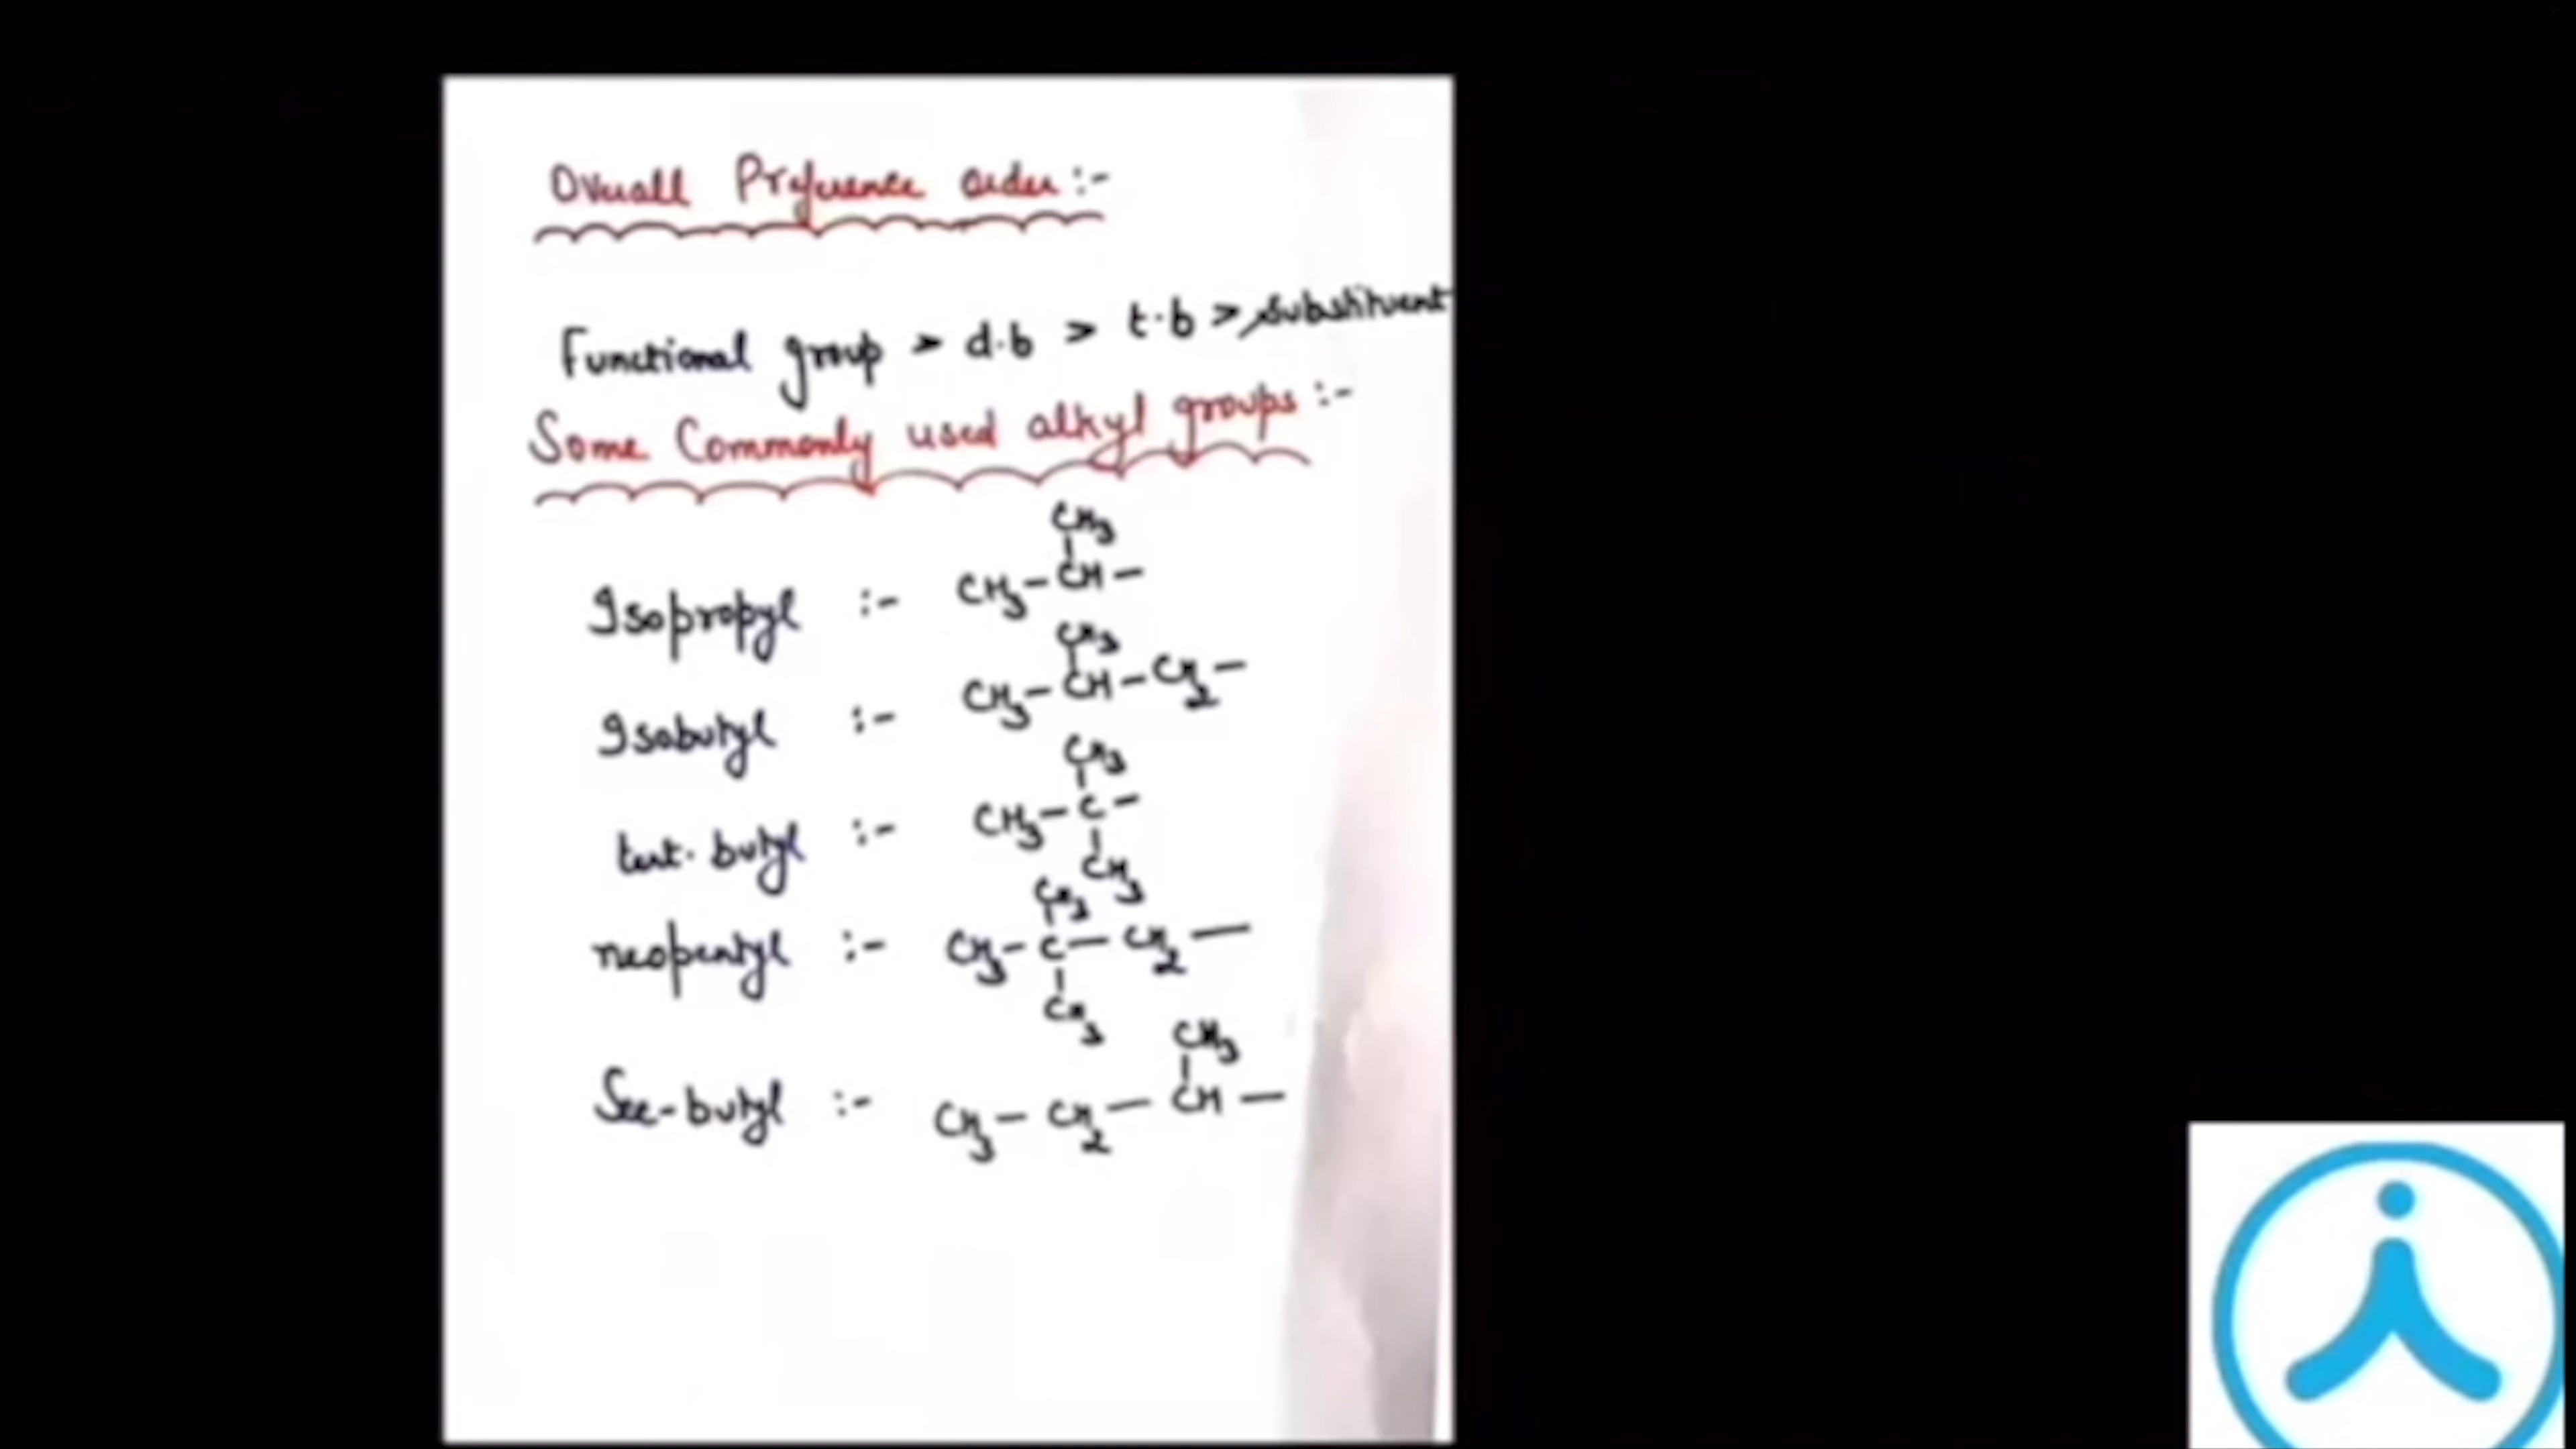 Overall Preference order :-
Functional group > d.b > t.b > substituent
Some Commonly used alkyl groups :-
CH3
Isopropyl :- CH3-CH-
CH3
Isobutyl :- CH3-CH-CH2-
CH3
tert. butyl :- CH3-C-
CH3
CH3
neopentyl :- CH3-C-CH2-
CH3
CH3
Sec-butyl :- CH3-CH2-CH-